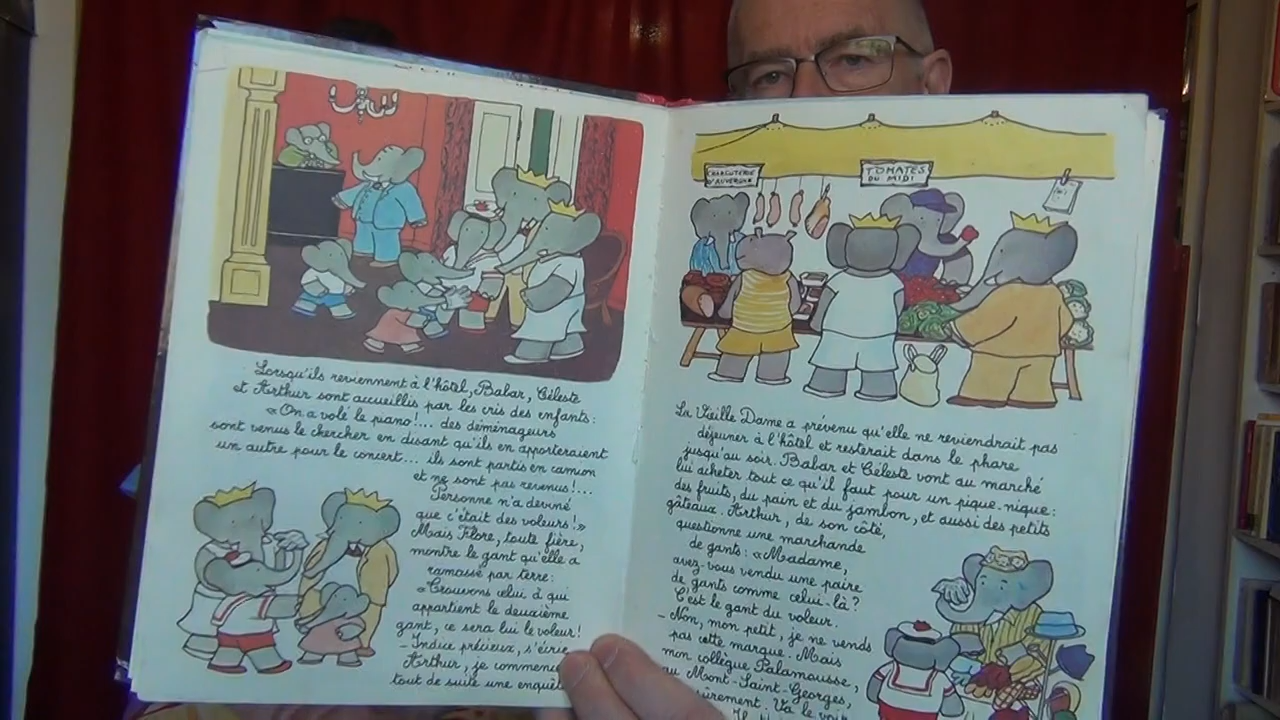 Lorsqu'ils reviennent à l'hôtel, Babar, Céleste
et Arthur sont accueillis par les cris des enfants:
«On a volé le piano!... des déménageurs
sont venus le chercher en disant qu'ils en apporteraient
un autre pour le concert... ils sont partis en camion
et ne sont pas revenus!...
Personne n'a deviné
que c'était des voleurs!»
Mais Flore, toute fière,
montre le gant qu'elle a
ramassé par terre:
«Trouvons celui à qui
appartient le deuxième
gant, ce sera lui le voleur!
- Indice précieux, s'écrie
Arthur, je commence
tout de suite une enquête
CHARCUTERIE
D'AUVERGNE
TOMATES
DU MIDI
La Vieille Dame a prévenu qu'elle ne reviendrait pas
déjeuner à l'hôtel et resterait dans le phare
jusqu'au soir. Babar et Céleste vont au marché
lui acheter tout ce qu'il faut pour un pique-nique:
des fruits, du pain et du jambon, et aussi des petits
gâteaux. Arthur, de son côté,
questionne une marchande
de gants: «Madame,
avez-vous vendu une paire
de gants comme celui-là?
C'est le gant du voleur.
- Non, mon petit, je ne vends
pas cette marque. Mais
mon collègue Palamousse,
au Mont-Saint-Georges,
sûrement. Va le voir